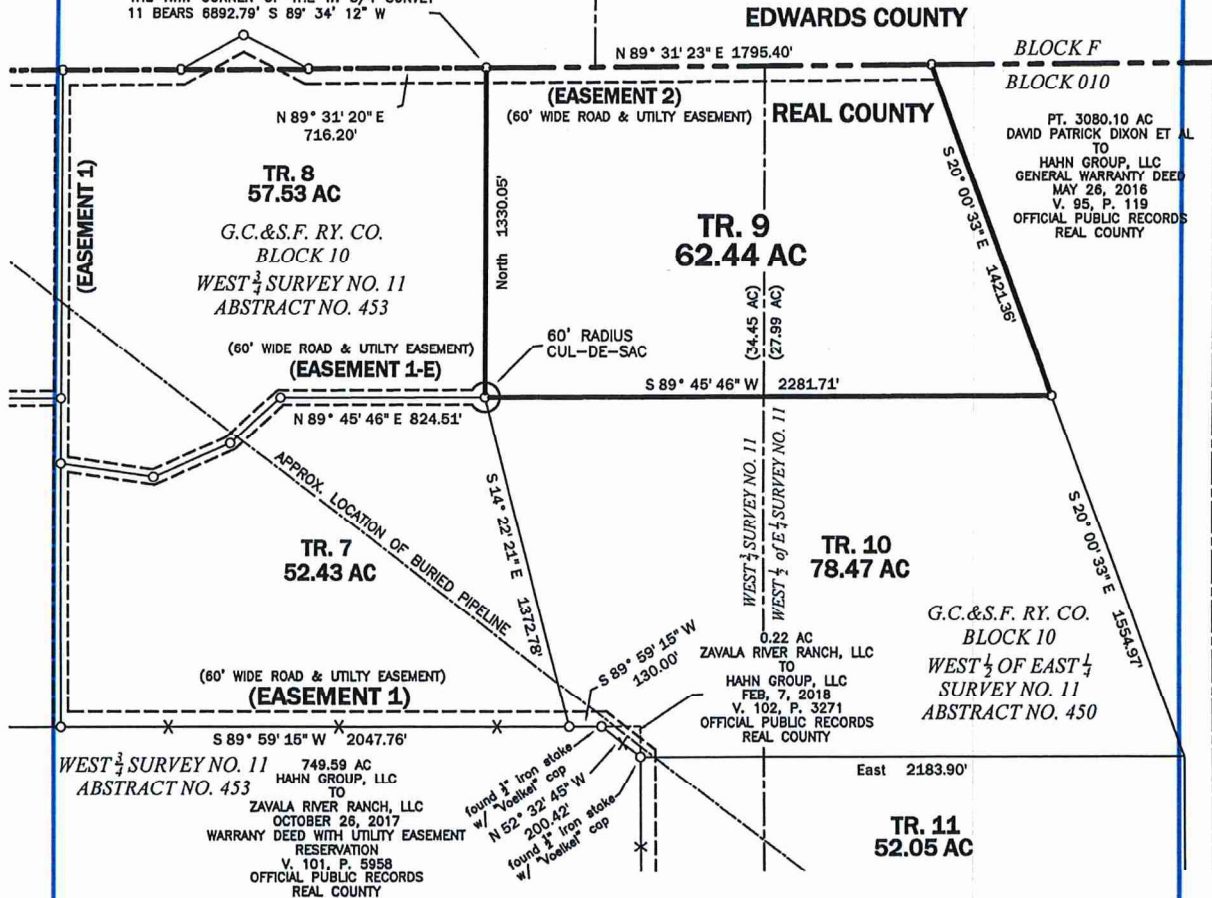 11 BEARS 6892.79' S 89° 34' 12" W
EDWARDS COUNTY
N 89° 31' 23" E 1795.40'
BLOCK F
BLOCK 010
(EASEMENT 2)
(60' WIDE ROAD & UTILTY EASEMENT)
REAL COUNTY
N 89° 31' 20" E
716.20'
PT. 3080.10 AC
DAVID PATRICK DIXON ET AL
TO
HAHN GROUP, LLC
GENERAL WARRANTY DEED
MAY 26, 2016
V. 95, P. 119
OFFICIAL PUBLIC RECORDS
REAL COUNTY
TR. 8
57.53 AC
(EASEMENT 1)
G.C.&S.F. RY. CO.
BLOCK 10
WEST 3/4 SURVEY NO. 11
ABSTRACT NO. 453
North 1330.05'
TR. 9
62.44 AC
S 20° 00' 33" E 1421.36'
(34.45 AC)
(27.99 AC)
60' RADIUS
CUL-DE-SAC
(60' WIDE ROAD & UTILTY EASEMENT)
(EASEMENT 1-E)
S 89° 45' 46" W 2281.71'
N 89° 45' 46" E 824.51'
APPROX. LOCATION OF BURIED PIPELINE
S 14° 22' 21" E 1372.78'
WEST 3/4 SURVEY NO. 11
WEST 1/2 of E 1/4 SURVEY NO. 11
S 20° 00' 33" E 1554.97'
TR. 7
52.43 AC
TR. 10
78.47 AC
G.C.&S.F. RY. CO.
BLOCK 10
WEST 1/2 OF EAST 1/4
SURVEY NO. 11
ABSTRACT NO. 450
S 89° 59' 15" W
130.00'
0.22 AC
ZAVALA RIVER RANCH, LLC
TO
HAHN GROUP, LLC
FEB, 7, 2018
V. 102, P. 3271
OFFICIAL PUBLIC RECORDS
REAL COUNTY
(60' WIDE ROAD & UTILITY EASEMENT)
(EASEMENT 1)
S 89° 59' 15" W 2047.76'
WEST 3/4 SURVEY NO. 11
ABSTRACT NO. 453
749.59 AC
HAHN GROUP, LLC
TO
ZAVALA RIVER RANCH, LLC
OCTOBER 26, 2017
WARRANY DEED WITH UTILITY EASEMENT
RESERVATION
V. 101, P. 5958
OFFICIAL PUBLIC RECORDS
REAL COUNTY
found 1/2" iron stake
w/ "Voelkel" cap
N 52° 32' 45" W
200.42'
found 1/2" iron stake
w/ "Voelkel" cap
East 2183.90'
TR. 11
52.05 AC